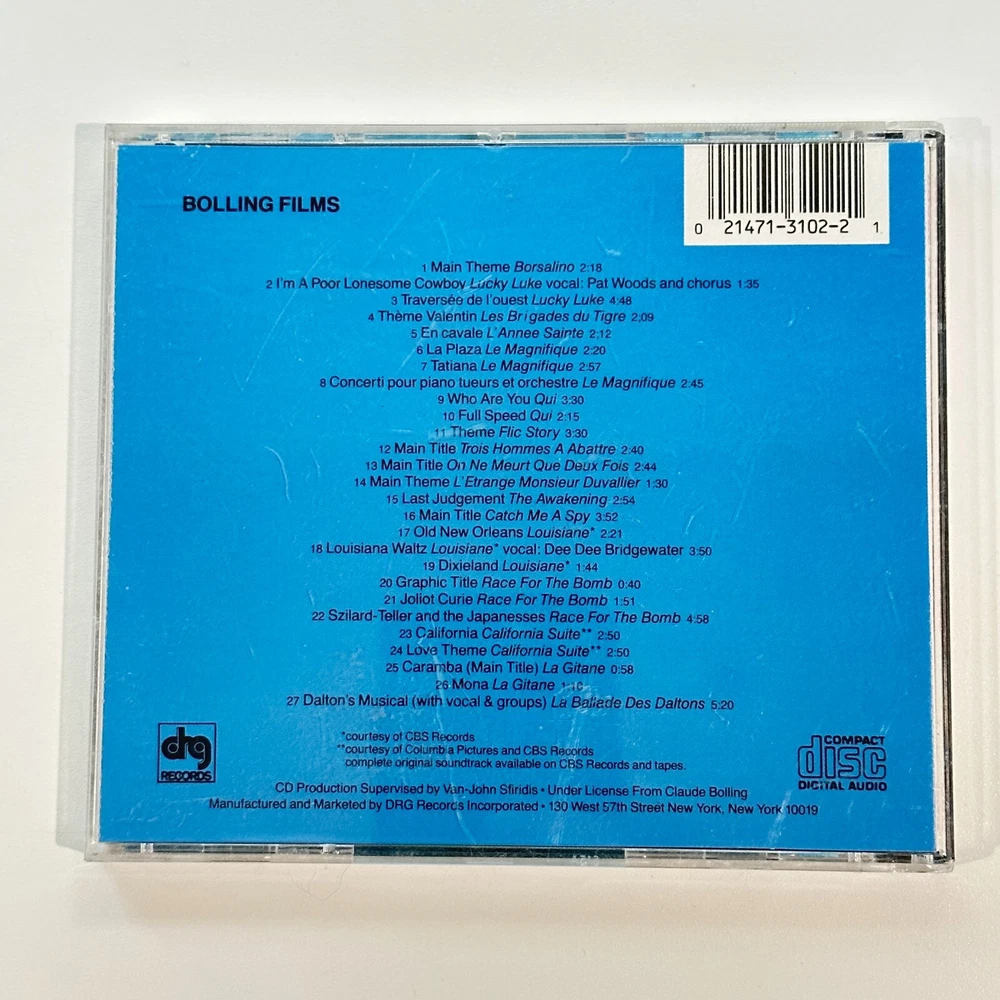 BOLLING FILMS
0 21471-3102-2 1
1 Main Theme Borsalino 2:18
2 I'm A Poor Lonesome Cowboy Lucky Luke vocal: Pat Woods and chorus 1:35
3 Traversée de l'ouest Lucky Luke 4:48
4 Thème Valentin Les Brigades du Tigre 2;09
5 En cavale L'Annee Sainte 2;12
6 La Plaza Le Magnifique 2:20
7 Tatiana Le Magnifique 2:57
8 Concerti pour piano tueurs et orchestre Le Magnifique 2:45
9 Who Are You Qui 3:30
10 Full Speed Qui 2:15
11 Theme Flic Story 3:30
12 Main Title Trois Hommes A Abattre 2:40
13 Main Title On Ne Meurt Que Deux Fois 2:44
14 Main Theme L'Etrange Monsieur Duvallier 1:30
15 Last Judgement The Awakening 2:54
16 Main Title Catch Me A Spy 3:52
17 Old New Orleans Louisiane* 2:21
18 Louisiana Waltz Louisiane* vocal: Dee Dee Bridgewater 3:50
19 Dixieland Louisiane* 1:44
20 Graphic Title Race For The Bomb 0:40
21 Joliot Curie Race For The Bomb 1:51
22 Szilard-Teller and the Japanesses Race For The Bomb 4:58
23 California California Suite** 2:50
24 Love Theme California Suite** 2:50
25 Caramba (Main Title) La Gitane 0:58
26 Mona La Gitane 1:10
27 Dalton's Musical (with vocal & groups) La Ballade Des Daltons 5:20
*courtesy of CBS Records
**courtesy of Columbia Pictures and CBS Records
complete original soundtrack available on CBS Records and tapes.
drg
RECORDS
COMPACT
disc
DIGITAL AUDIO
CD Production Supervised by Van-John Sfiridis • Under License From Claude Bolling
Manufactured and Marketed by DRG Records Incorporated • 130 West 57th Street New York, New York 10019